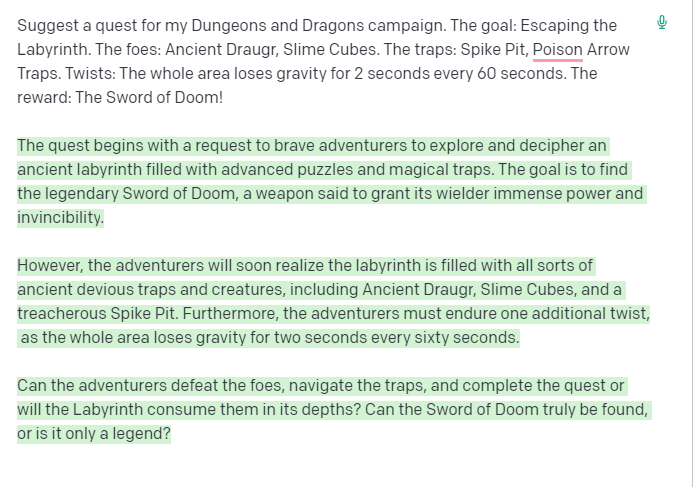 Suggest a quest for my Dungeons and Dragons campaign. The goal: Escaping the
Labyrinth. The foes: Ancient Draugr, Slime Cubes. The traps: Spike Pit, Poison Arrow
Traps. Twists: The whole area loses gravity for 2 seconds every 60 seconds. The
reward: The Sword of Doom!
The quest begins with a request to brave adventurers to explore and decipher an
ancient labyrinth filled with advanced puzzles and magical traps. The goal is to find
the legendary Sword of Doom, a weapon said to grant its wielder immense power and
invincibility.
However, the adventurers will soon realize the labyrinth is filled with all sorts of
ancient devious traps and creatures, including Ancient Draugr, Slime Cubes, and a
treacherous Spike Pit. Furthermore, the adventurers must endure one additional twist,
as the whole area loses gravity for two seconds every sixty seconds.
Can the adventurers defeat the foes, navigate the traps, and complete the quest or
will the Labyrinth consume them in its depths? Can the Sword of Doom truly be found,
or is it only a legend?